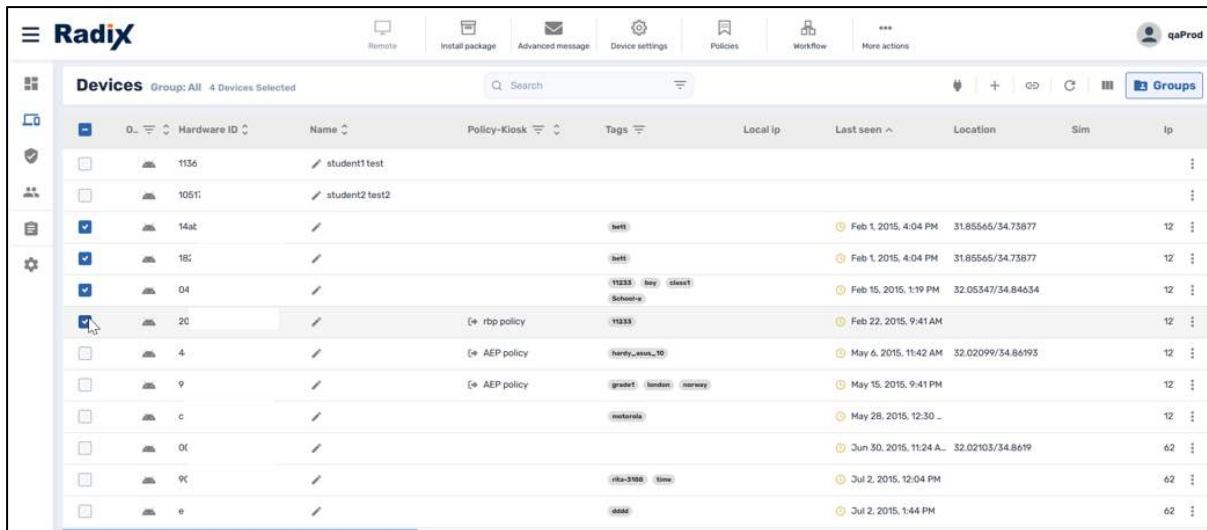 Radix
Remote
Install package
Advanced message
Device settings
Policies
Workflow
More actions
qaProd
Devices Group: All 4 Devices Selected
Search
Groups
D.. Hardware ID Name Policy-Kiosk Tags Local ip Last seen Location Sim Ip
1136 student1 test
student2 test2
bett Feb 1, 2015, 4:04 PM 31.85565/34.73877 12
bett Feb 1, 2015, 4:04 PM 31.85565/34.73877 12
04 11233 boy class1 Feb 15, 2015, 1:19 PM 32.05347/34.84634 12
School-a
20 rbp policy 11233 Feb 22, 2015, 9:41 AM 12
4 AEP policy hardy_asus_10 May 6, 2015, 11:42 AM 32.02099/34.86193 12
9 AEP policy grade1 london norway May 15, 2015, 9:41 PM 12
c motorola May 28, 2015, 12:30 ... 12
Jun 30, 2015, 11:24 A... 32.02103/34.8619 62
rita-3188 time Jul 2, 2015, 12:04 PM 62
e dddd Jul 2, 2015, 1:44 PM 62